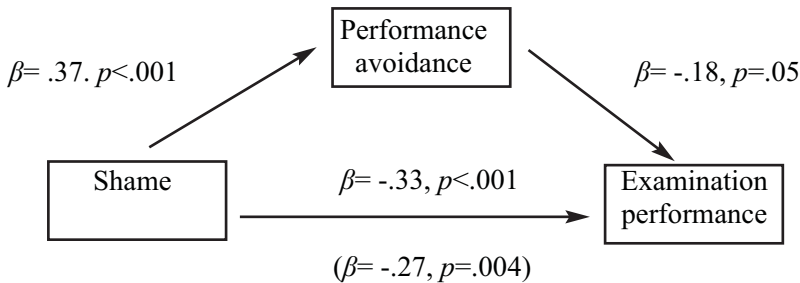 Performance
avoidance
β= .37. p<.001
β= -.18, p=.05
Shame
β= -.33, p<.001
Examination
performance
(β= -.27, p=.004)